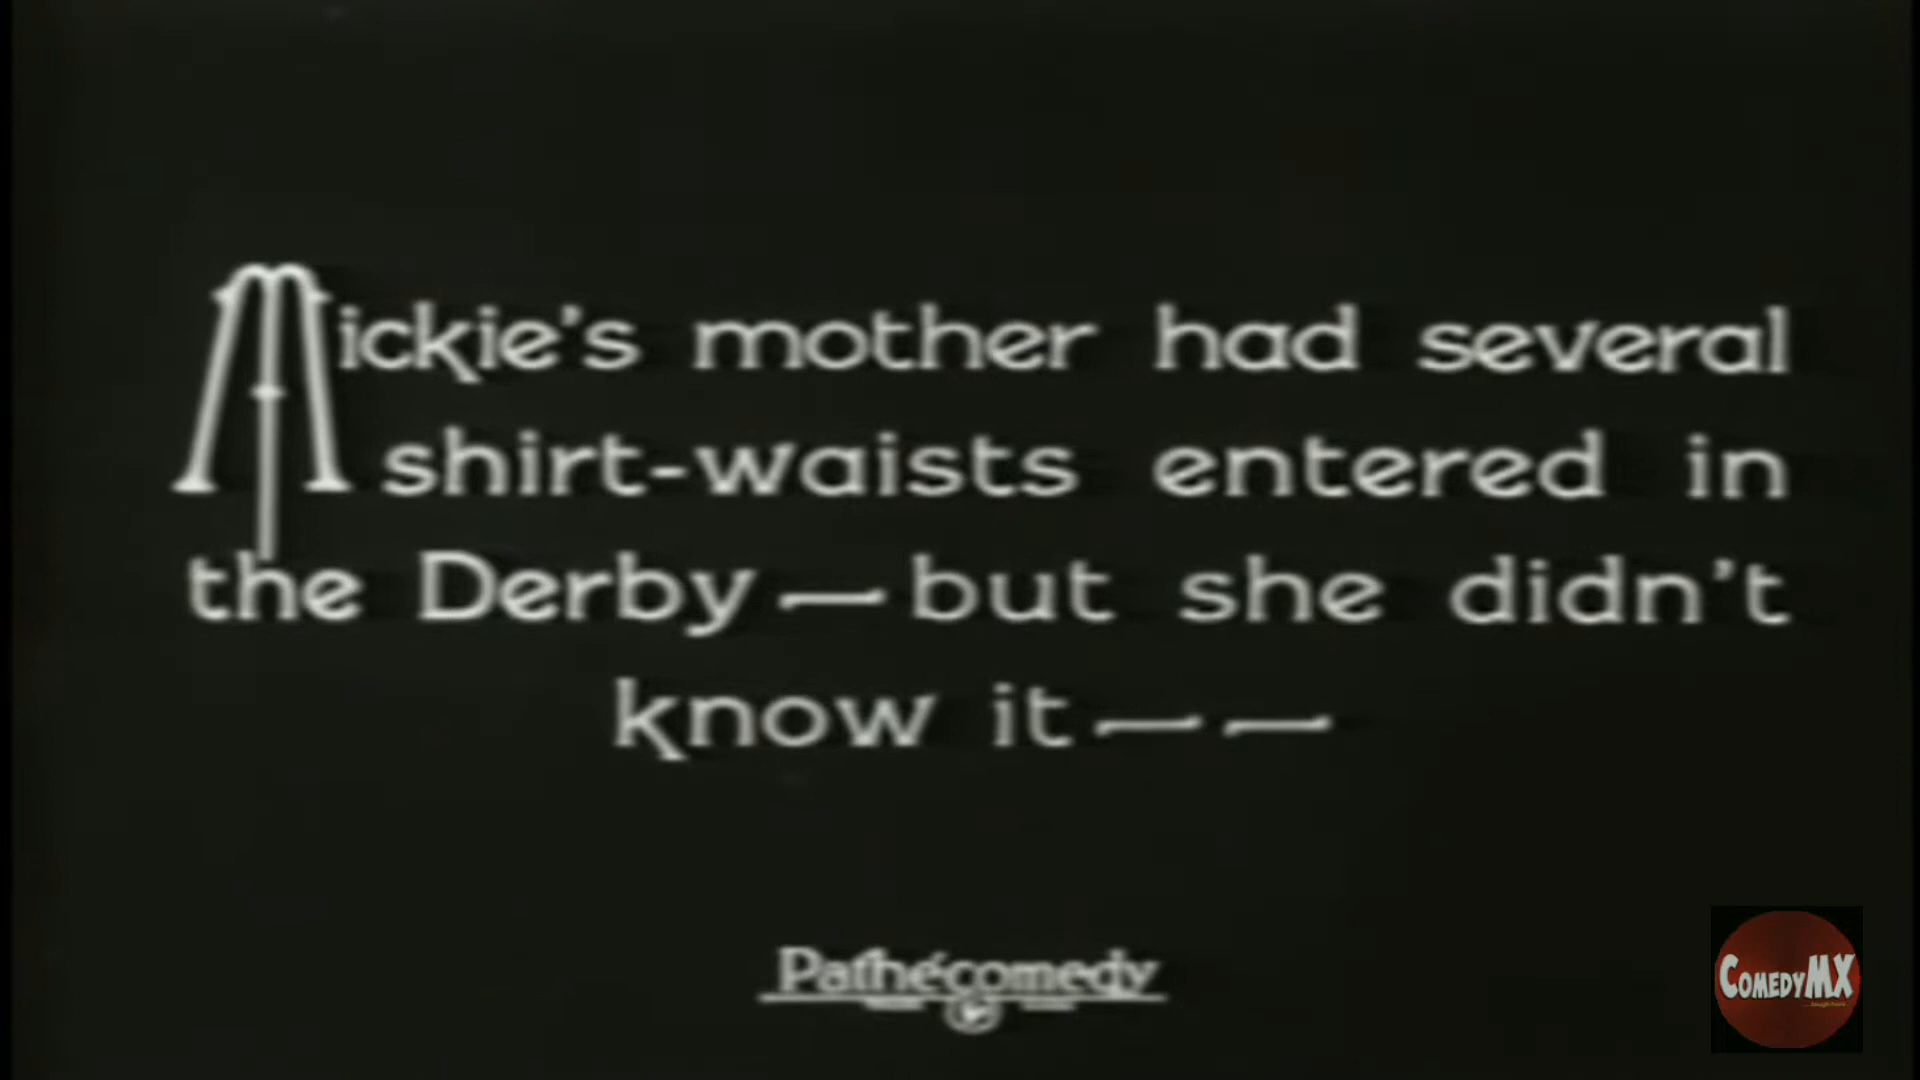 Mickie's mother had several
shirt-waists entered in
the Derby—but she didn't
know it——
Pathécomedy
COMEDYMX